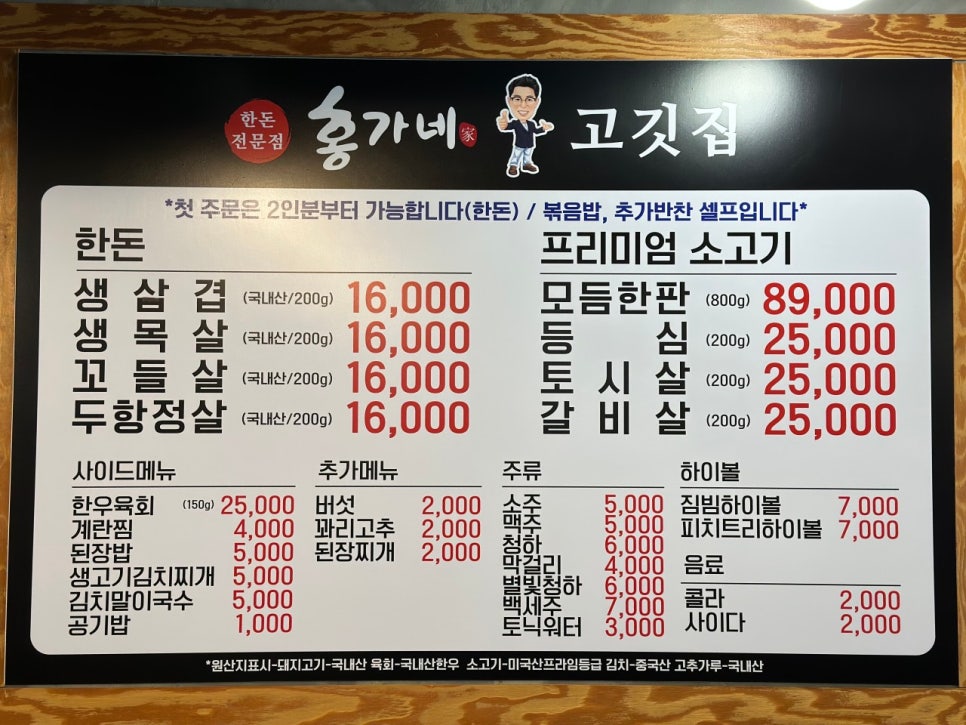 한돈
전문점
홍가네 家 고깃집
*첫 주문은 2인분부터 가능합니다(한돈) / 볶음밥, 추가반찬 셀프입니다*
한돈
생삼겹 (국내산/200g) 16,000
생목살 (국내산/200g) 16,000
꼬들살 (국내산/200g) 16,000
두항정살 (국내산/200g) 16,000
프리미엄 소고기
모듬한판 (800g) 89,000
등심 (200g) 25,000
토시살 (200g) 25,000
갈비살 (200g) 25,000
사이드메뉴
한우육회 (150g) 25,000
계란찜 4,000
된장밥 5,000
생고기김치찌개 5,000
김치말이국수 5,000
공기밥 1,000
추가메뉴
버섯 2,000
꽈리고추 2,000
된장찌개 2,000
주류
소주 5,000
맥주 5,000
청하 6,000
막걸리 4,000
별빛청하 6,000
백세주 7,000
토닉워터 3,000
하이볼
짐빔하이볼 7,000
피치트리하이볼 7,000
음료
콜라 2,000
사이다 2,000
*원산지표시-돼지고기-국내산 육회-국내산한우 소고기-미국산프라임등급 김치-중국산 고추가루-국내산